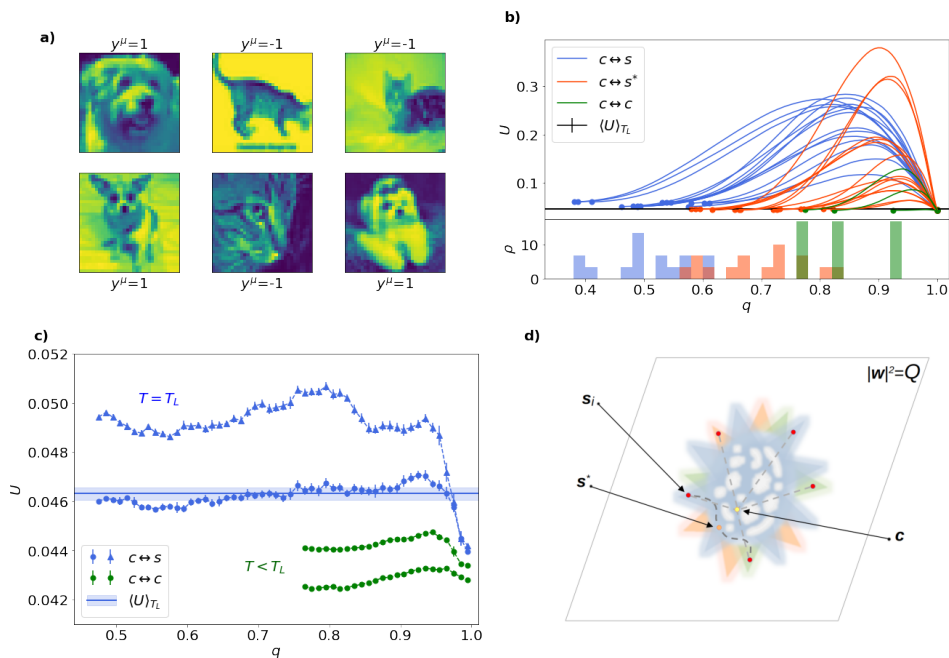 a)
y^μ=1
y^μ=-1
y^μ=-1
y^μ=1
y^μ=-1
y^μ=1
b)
c↔s
c↔s*
c↔c
⟨U⟩_{T_L}
U
0.3
0.2
0.1
ρ
10
0
0.4 0.5 0.6 0.7 0.8 0.9 1.0
q
c)
0.052
0.050
0.048
0.046
0.044
0.042
U
T=T_L
T<T_L
c↔s
c↔c
⟨U⟩_{T_L}
0.5 0.6 0.7 0.8 0.9 1.0
q
d)
|w|²=Q
s_i
s*
c